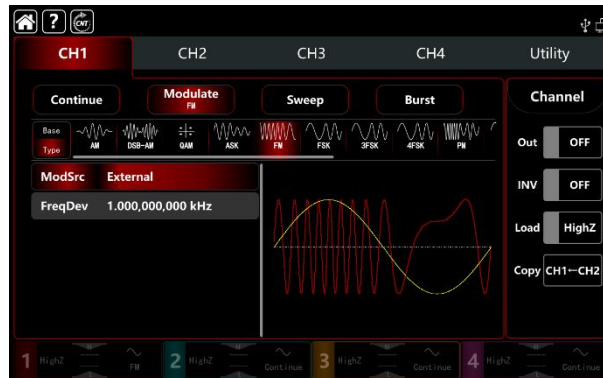 ? CNT
CH1 CH2 CH3 CH4 Utility
Continue Modulate FM Sweep Burst Channel
Base Type AM DSB-AM QAM ASK FM FSK 3FSK 4FSK PM
Out OFF
ModSrc External
INV OFF
FreqDev 1.000,000,000 kHz
Load HighZ
Copy CH1←CH2
1 HighZ FM 2 HighZ Continue 3 HighZ Continue 4 HighZ Continue